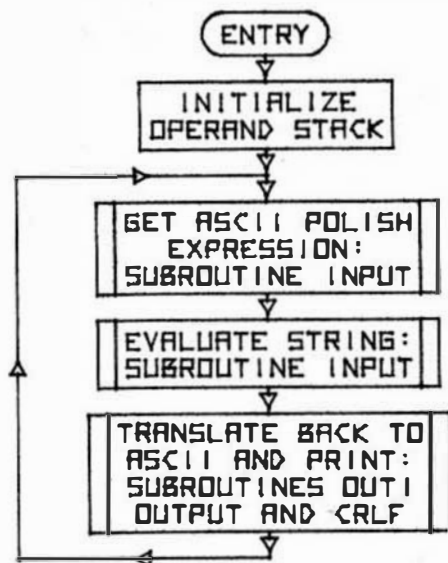 ENTRY
INITIALIZE
OPERAND STACK
GET ASCII POLISH
EXPRESSION:
SUBROUTINE INPUT
EVALUATE STRING:
SUBROUTINE INPUT
TRANSLATE BACK TO
ASCII AND PRINT:
SUBROUTINES OUT1
OUTPUT AND CRLF